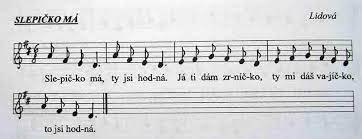 SLEPIČKO MÁ Lidová
Sle-pič-ko má, ty jsi hod-ná. Já ti dám zr-níč-ko, ty mi dáš va-jíč-ko,
to jsi hod-ná.